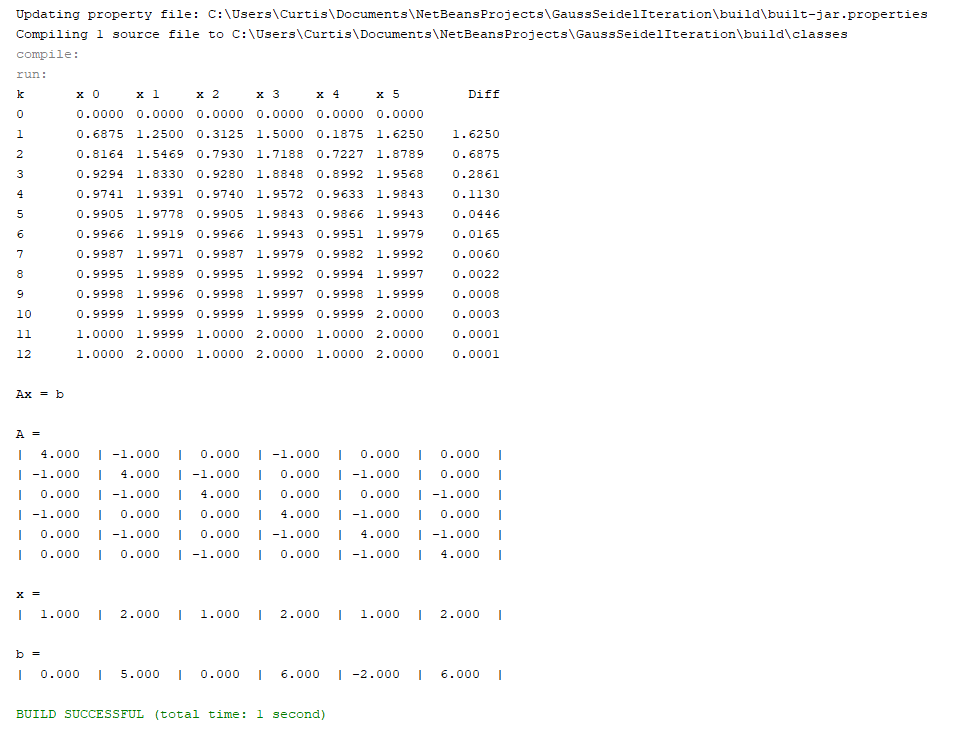 Updating property file: C:\Users\Curtis\Documents\NetBeansProjects\GaussSeidelIteration\build\built-jar.properties
Compiling 1 source file to C:\Users\Curtis\Documents\NetBeansProjects\GaussSeidelIteration\build\classes
compile:
run:
k x 0 x 1 x 2 x 3 x 4 x 5 Diff
0 0.0000 0.0000 0.0000 0.0000 0.0000 0.0000
1 0.6875 1.2500 0.3125 1.5000 0.1875 1.6250 1.6250
2 0.8164 1.5469 0.7930 1.7188 0.7227 1.8789 0.6875
3 0.9294 1.8330 0.9280 1.8848 0.8992 1.9568 0.2861
4 0.9741 1.9391 0.9740 1.9572 0.9633 1.9843 0.1130
5 0.9905 1.9778 0.9905 1.9843 0.9866 1.9943 0.0446
6 0.9966 1.9919 0.9966 1.9943 0.9951 1.9979 0.0165
7 0.9987 1.9971 0.9987 1.9979 0.9982 1.9992 0.0060
8 0.9995 1.9989 0.9995 1.9992 0.9994 1.9997 0.0022
9 0.9998 1.9996 0.9998 1.9997 0.9998 1.9999 0.0008
10 0.9999 1.9999 0.9999 1.9999 0.9999 2.0000 0.0003
11 1.0000 1.9999 1.0000 2.0000 1.0000 2.0000 0.0001
12 1.0000 2.0000 1.0000 2.0000 1.0000 2.0000 0.0001
Ax = b
A =
| 4.000 | -1.000 | 0.000 | -1.000 | 0.000 | 0.000 |
| -1.000 | 4.000 | -1.000 | 0.000 | -1.000 | 0.000 |
| 0.000 | -1.000 | 4.000 | 0.000 | 0.000 | -1.000 |
| -1.000 | 0.000 | 0.000 | 4.000 | -1.000 | 0.000 |
| 0.000 | -1.000 | 0.000 | -1.000 | 4.000 | -1.000 |
| 0.000 | 0.000 | -1.000 | 0.000 | -1.000 | 4.000 |
x =
| 1.000 | 2.000 | 1.000 | 2.000 | 1.000 | 2.000 |
b =
| 0.000 | 5.000 | 0.000 | 6.000 | -2.000 | 6.000 |
BUILD SUCCESSFUL (total time: 1 second)